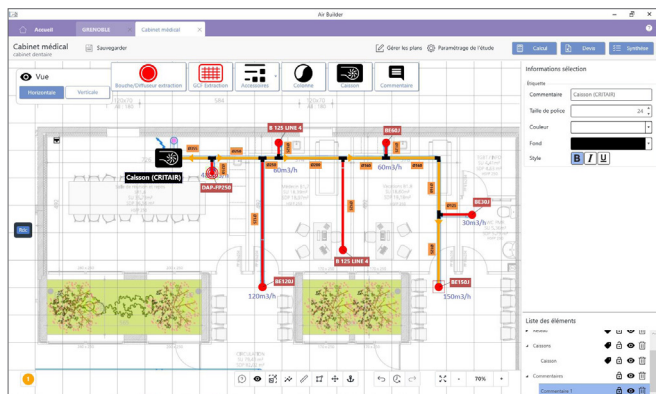 Air Builder
Accueil
GRENOBLE
Cabinet médical
Cabinet médical
cabinet dentaire
Sauvegarder
Gérer les plans
Paramétrage de l'étude
Calcul
Devis
Synthèse
Vue
Horizontale
Verticale
Bouche/Diffuseur extraction
GCF Extraction
Accessoires
Colonne
Caisson
Commentaire
Informations sélection
Etiquette
Commentaire
Caisson (CRITAIR)
Taille de police
24
Couleur
Fond
Style
B I U
B 125 LINE 4
BE60J
Caisson (CRITAIR)
DAP-FP250
60m3/h
60m3/h
BE30J
30m3/h
B 125 LINE 4
BE120J
BE150J
120m3/h
150m3/h
Rdc
Liste des éléments
Caissons
Caisson
Commentaires
Commentaire 1
70%